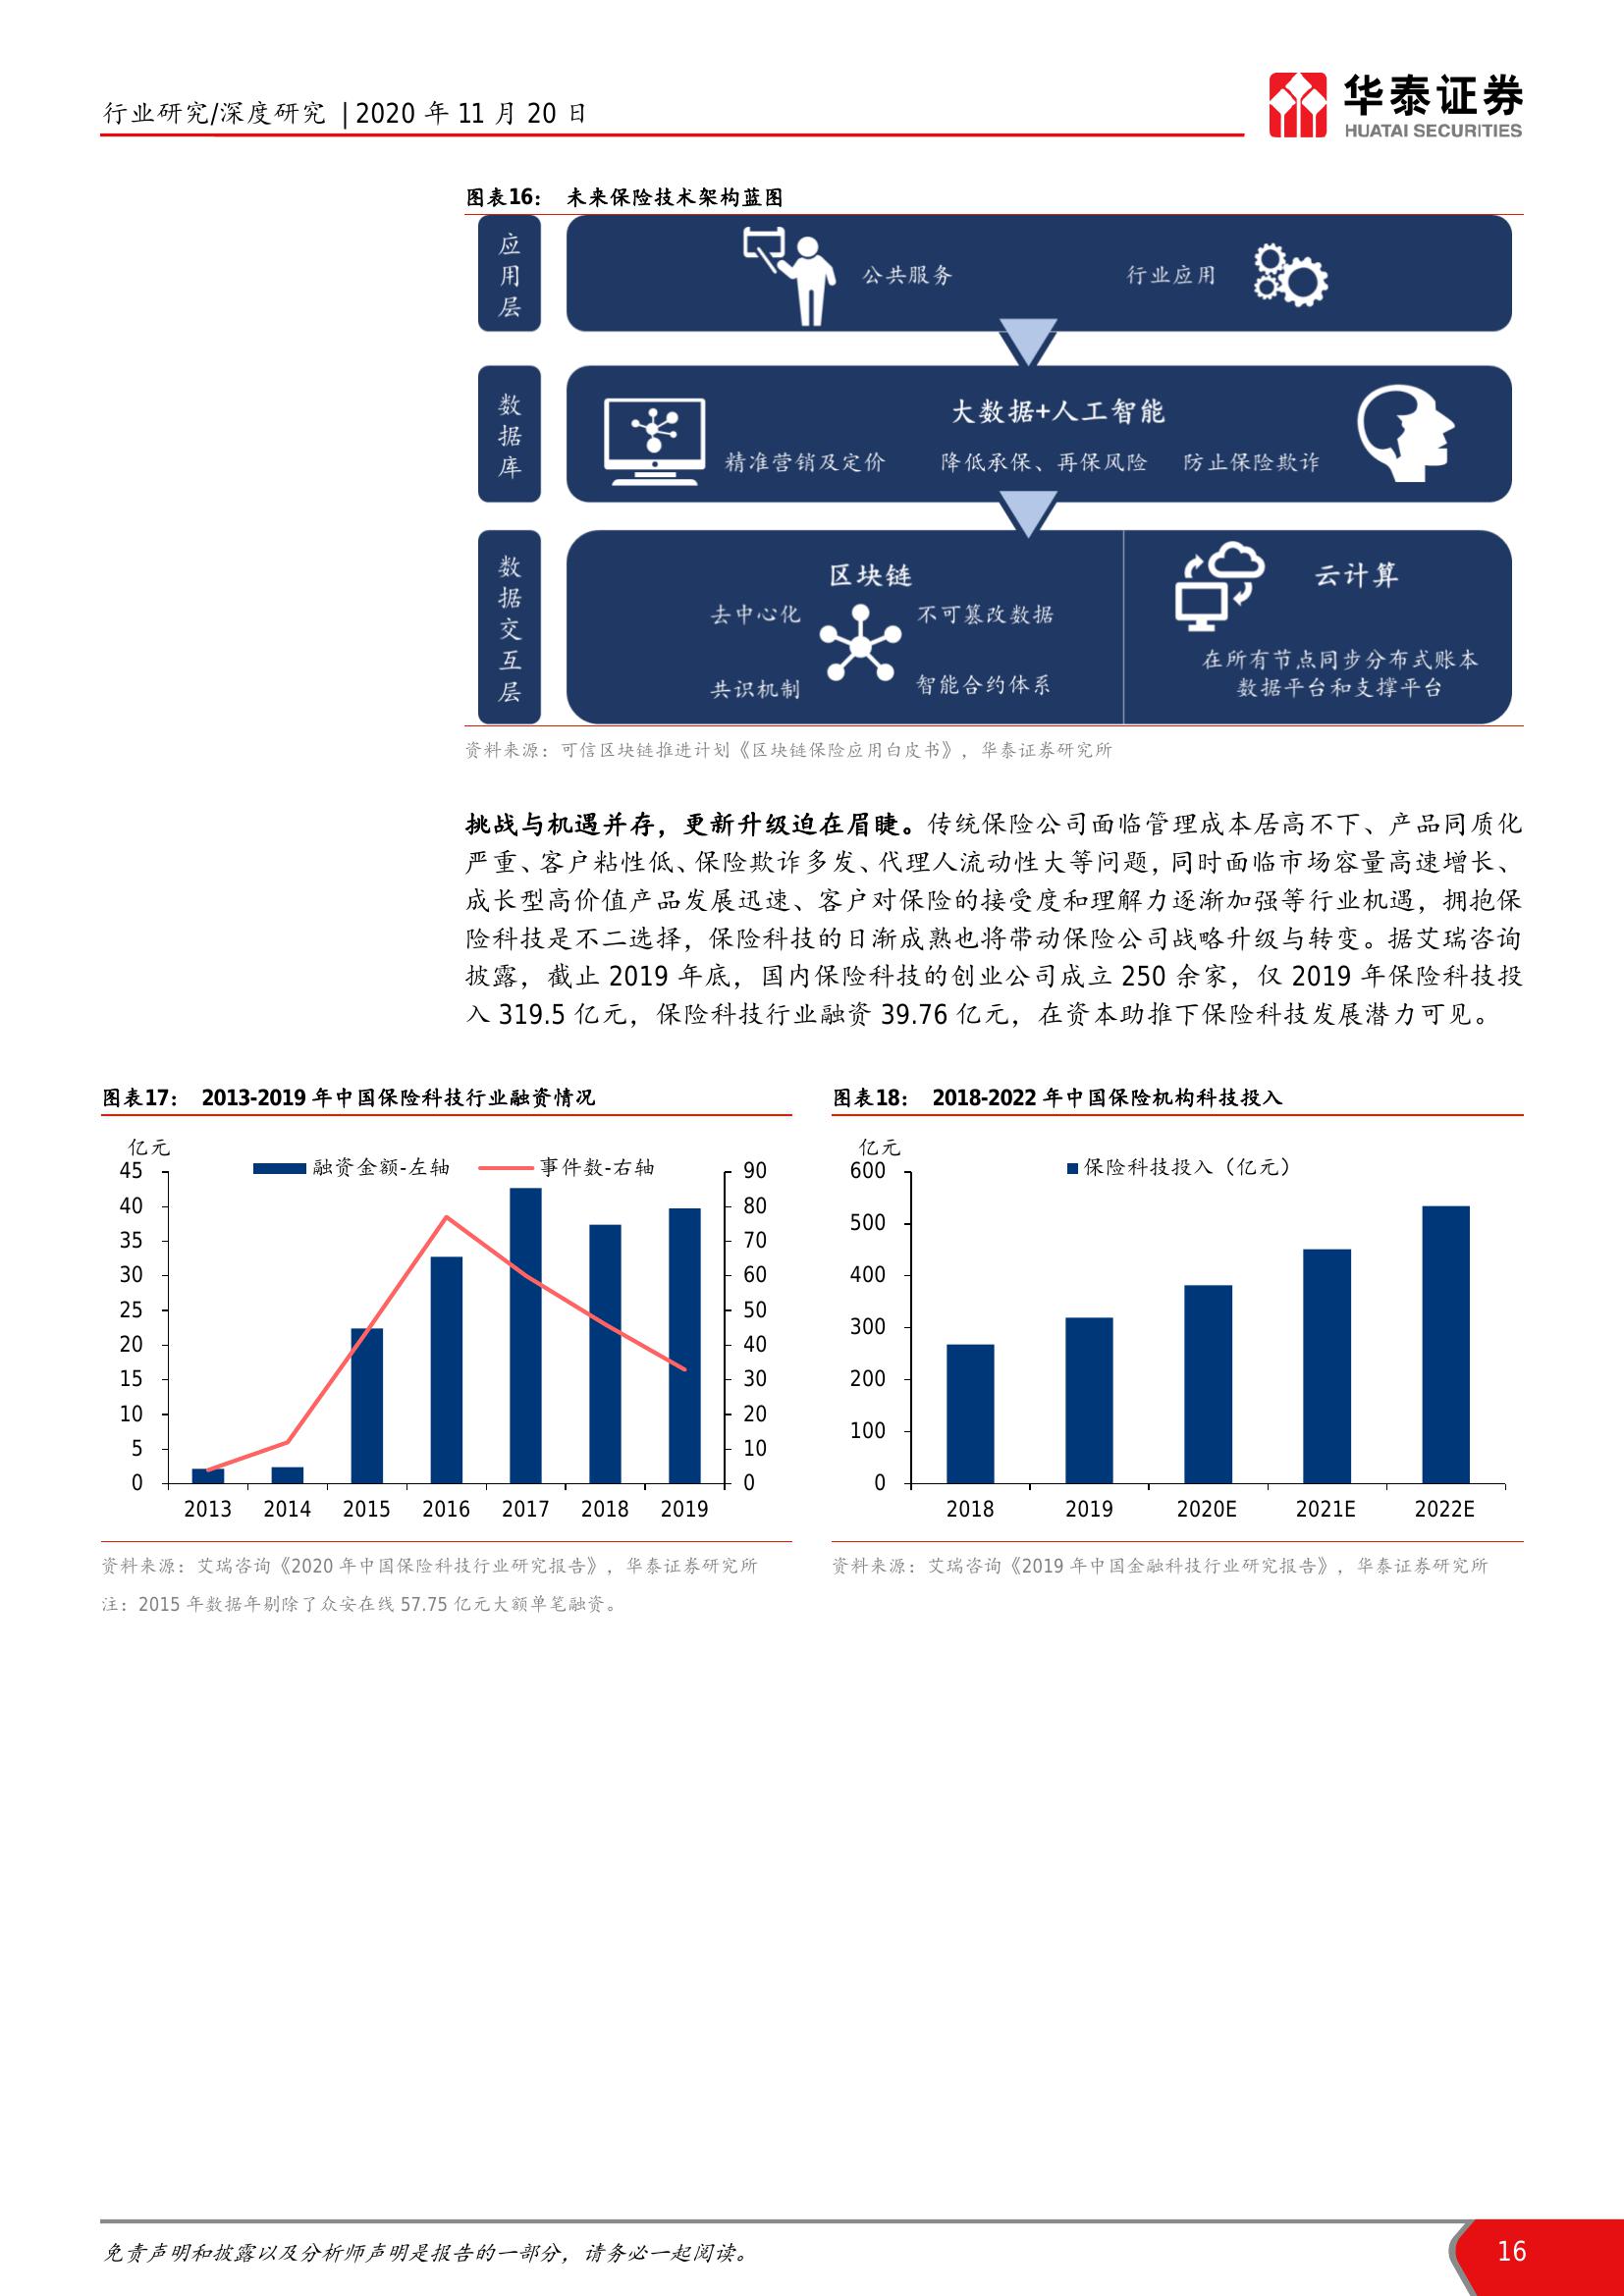 行业研究/深度研究 | 2020 年 11 月 20 日
华泰证券
HUATAI SECURITIES
图表16： 未来保险技术架构蓝图
应用层
公共服务
行业应用
数据库
大数据+人工智能
精准营销及定价
降低承保、再保风险
防止保险欺诈
数据交互层
区块链
去中心化
不可篡改数据
共识机制
智能合约体系
云计算
在所有节点同步分布式账本
数据平台和支撑平台
资料来源：可信区块链推进计划《区块链保险应用白皮书》，华泰证券研究所
挑战与机遇并存，更新升级迫在眉睫。传统保险公司面临管理成本居高不下、产品同质化
严重、客户粘性低、保险欺诈多发、代理人流动性大等问题，同时面临市场容量高速增长、
成长型高价值产品发展迅速、客户对保险的接受度和理解力逐渐加强等行业机遇，拥抱保
险科技是不二选择，保险科技的日渐成熟也将带动保险公司战略升级与转变。据艾瑞咨询
披露，截止 2019 年底，国内保险科技的创业公司成立 250 余家，仅 2019 年保险科技投
入 319.5 亿元，保险科技行业融资 39.76 亿元，在资本助推下保险科技发展潜力可见。
图表17： 2013-2019 年中国保险科技行业融资情况
亿元
融资金额-左轴 事件数-右轴
45
40
35
30
25
20
15
10
5
0
90
80
70
60
50
40
30
20
10
0
2013 2014 2015 2016 2017 2018 2019
资料来源：艾瑞咨询《2020 年中国保险科技行业研究报告》，华泰证券研究所
注：2015 年数据年剔除了众安在线 57.75 亿元大额单笔融资。
图表18： 2018-2022 年中国保险机构科技投入
亿元
保险科技投入（亿元）
600
500
400
300
200
100
0
2018 2019 2020E 2021E 2022E
资料来源：艾瑞咨询《2019 年中国金融科技行业研究报告》，华泰证券研究所
免责声明和披露以及分析师声明是报告的一部分，请务必一起阅读。
16